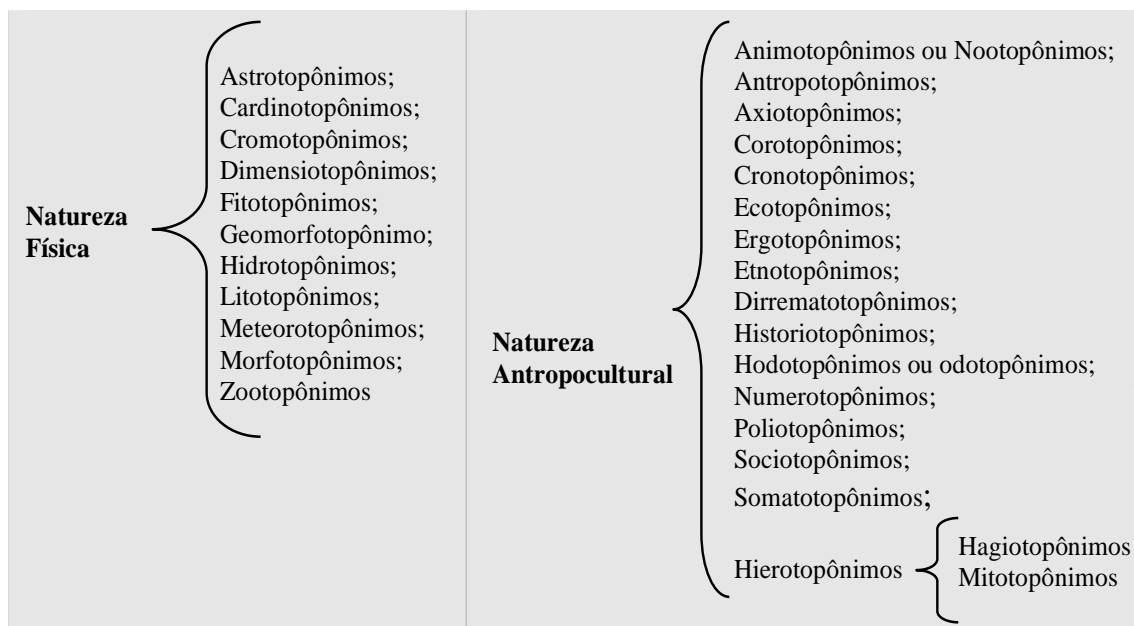 Natureza
Física
Astrotopônimos;
Cardinotopônimos;
Cromotopônimos;
Dimensiotopônimos;
Fitotopônimos;
Geomorfotopônimo;
Hidrotopônimos;
Litotopônimos;
Meteorotopônimos;
Morfotopônimos;
Zootopônimos
Natureza
Antropocultural
Animotopônimos ou Nootopônimos;
Antropotopônimos;
Axiotopônimos;
Corotopônimos;
Cronotopônimos;
Ecotopônimos;
Ergotopônimos;
Etnotopônimos;
Dirrematotopônimos;
Historiotopônimos;
Hodotopônimos ou odotopônimos;
Numerotopônimos;
Poliotopônimos;
Sociotopônimos;
Somatotopônimos;
Hierotopônimos
Hagiotopônimos
Mitotopônimos